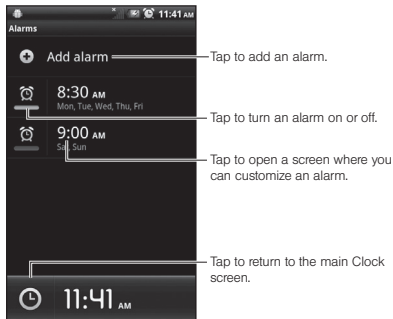 11:41 AM
Alarms
Add alarm
Tap to add an alarm.
8:30 AM
Mon, Tue, Wed, Thu, Fri
Tap to turn an alarm on or off.
9:00 AM
Sat, Sun
Tap to open a screen where you
can customize an alarm.
Tap to return to the main Clock
screen.
11:41 AM